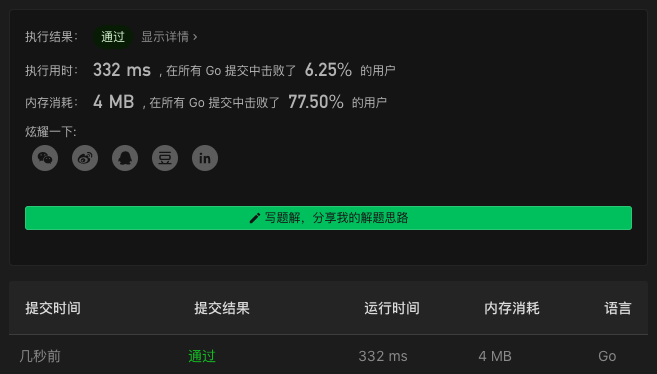 执行结果： 通过 显示详情 >
执行用时： 332 ms ，在所有 Go 提交中击败了 6.25% 的用户
内存消耗： 4 MB ，在所有 Go 提交中击败了 77.50% 的用户
炫耀一下:
豆 in
写题解，分享我的解题思路
提交时间 提交结果 运行时间 内存消耗 语言
几秒前 通过 332 ms 4 MB Go